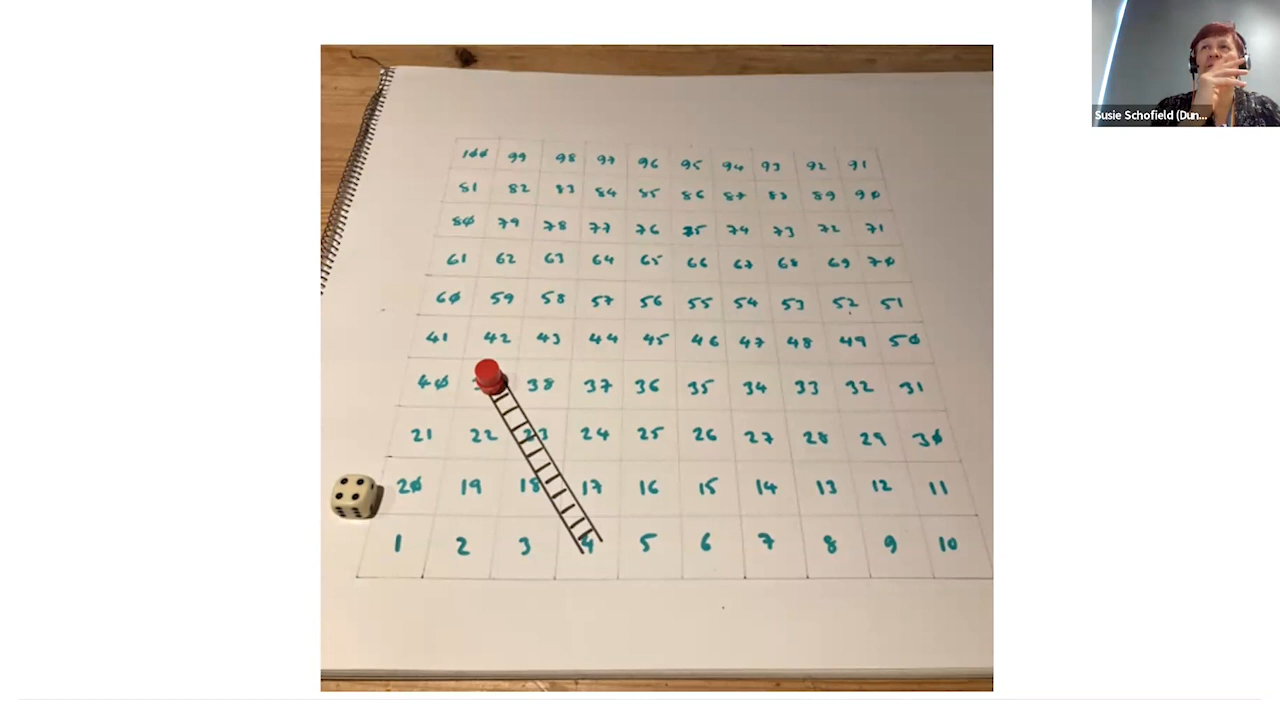 Susie Schofield (Dun...
100 99 98 97 96 95 94 93 92 91
81 82 83 84 85 86 87 89 90
80 79 78 77 76 75 74 73 72 71
61 62 63 64 65 66 67 68 69 70
60 59 58 57 56 55 54 53 52 51
41 42 43 44 45 46 47 48 49 50
40 38 37 36 35 34 33 32 31
21 22 23 24 25 26 27 28 29 30
20 19 18 17 16 15 14 13 12 11
1 2 3 4 5 6 7 8 9 10